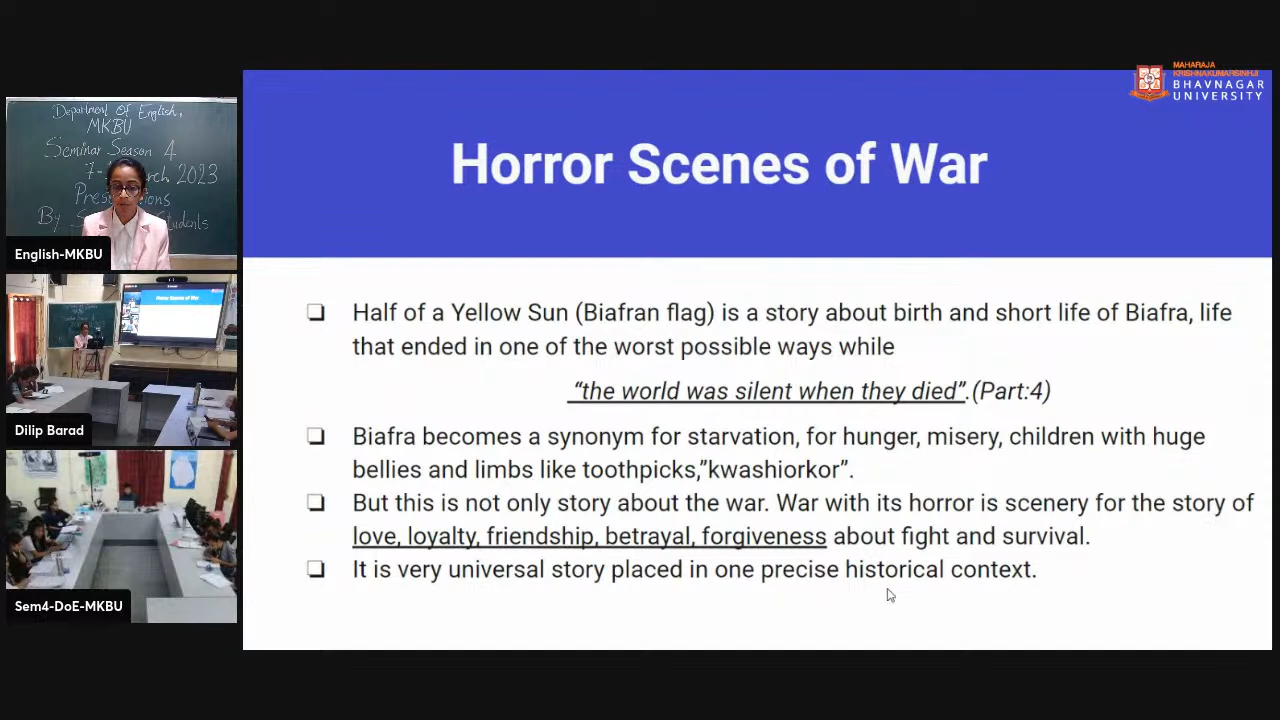 MAHARAJA
KRISHNAKUMARSINHJI
BHAVNAGAR
UNIVERSITY
Department Of English,
MKBU
Seminar Season 4
7- rch 2023
By
English-MKBU
Horror Scenes of War
Dilip Barad
Sem4-DoE-MKBU
Horror Scenes of War
❑ Half of a Yellow Sun (Biafran flag) is a story about birth and short life of Biafra, life
that ended in one of the worst possible ways while
“the world was silent when they died”.(Part:4)
❑ Biafra becomes a synonym for starvation, for hunger, misery, children with huge
bellies and limbs like toothpicks,”kwashiorkor”.
❑ But this is not only story about the war. War with its horror is scenery for the story of
love, loyalty, friendship, betrayal, forgiveness about fight and survival.
❑ It is very universal story placed in one precise historical context.